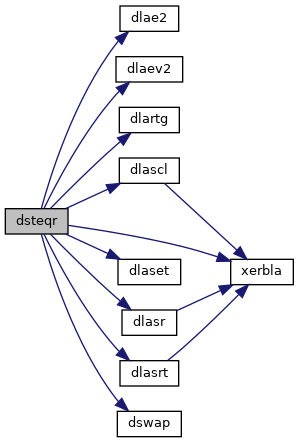 dlae2
dlaev2
dlartg
dlascl
dsteqr
dlaset
xerbla
dlasr
dlasrt
dswap